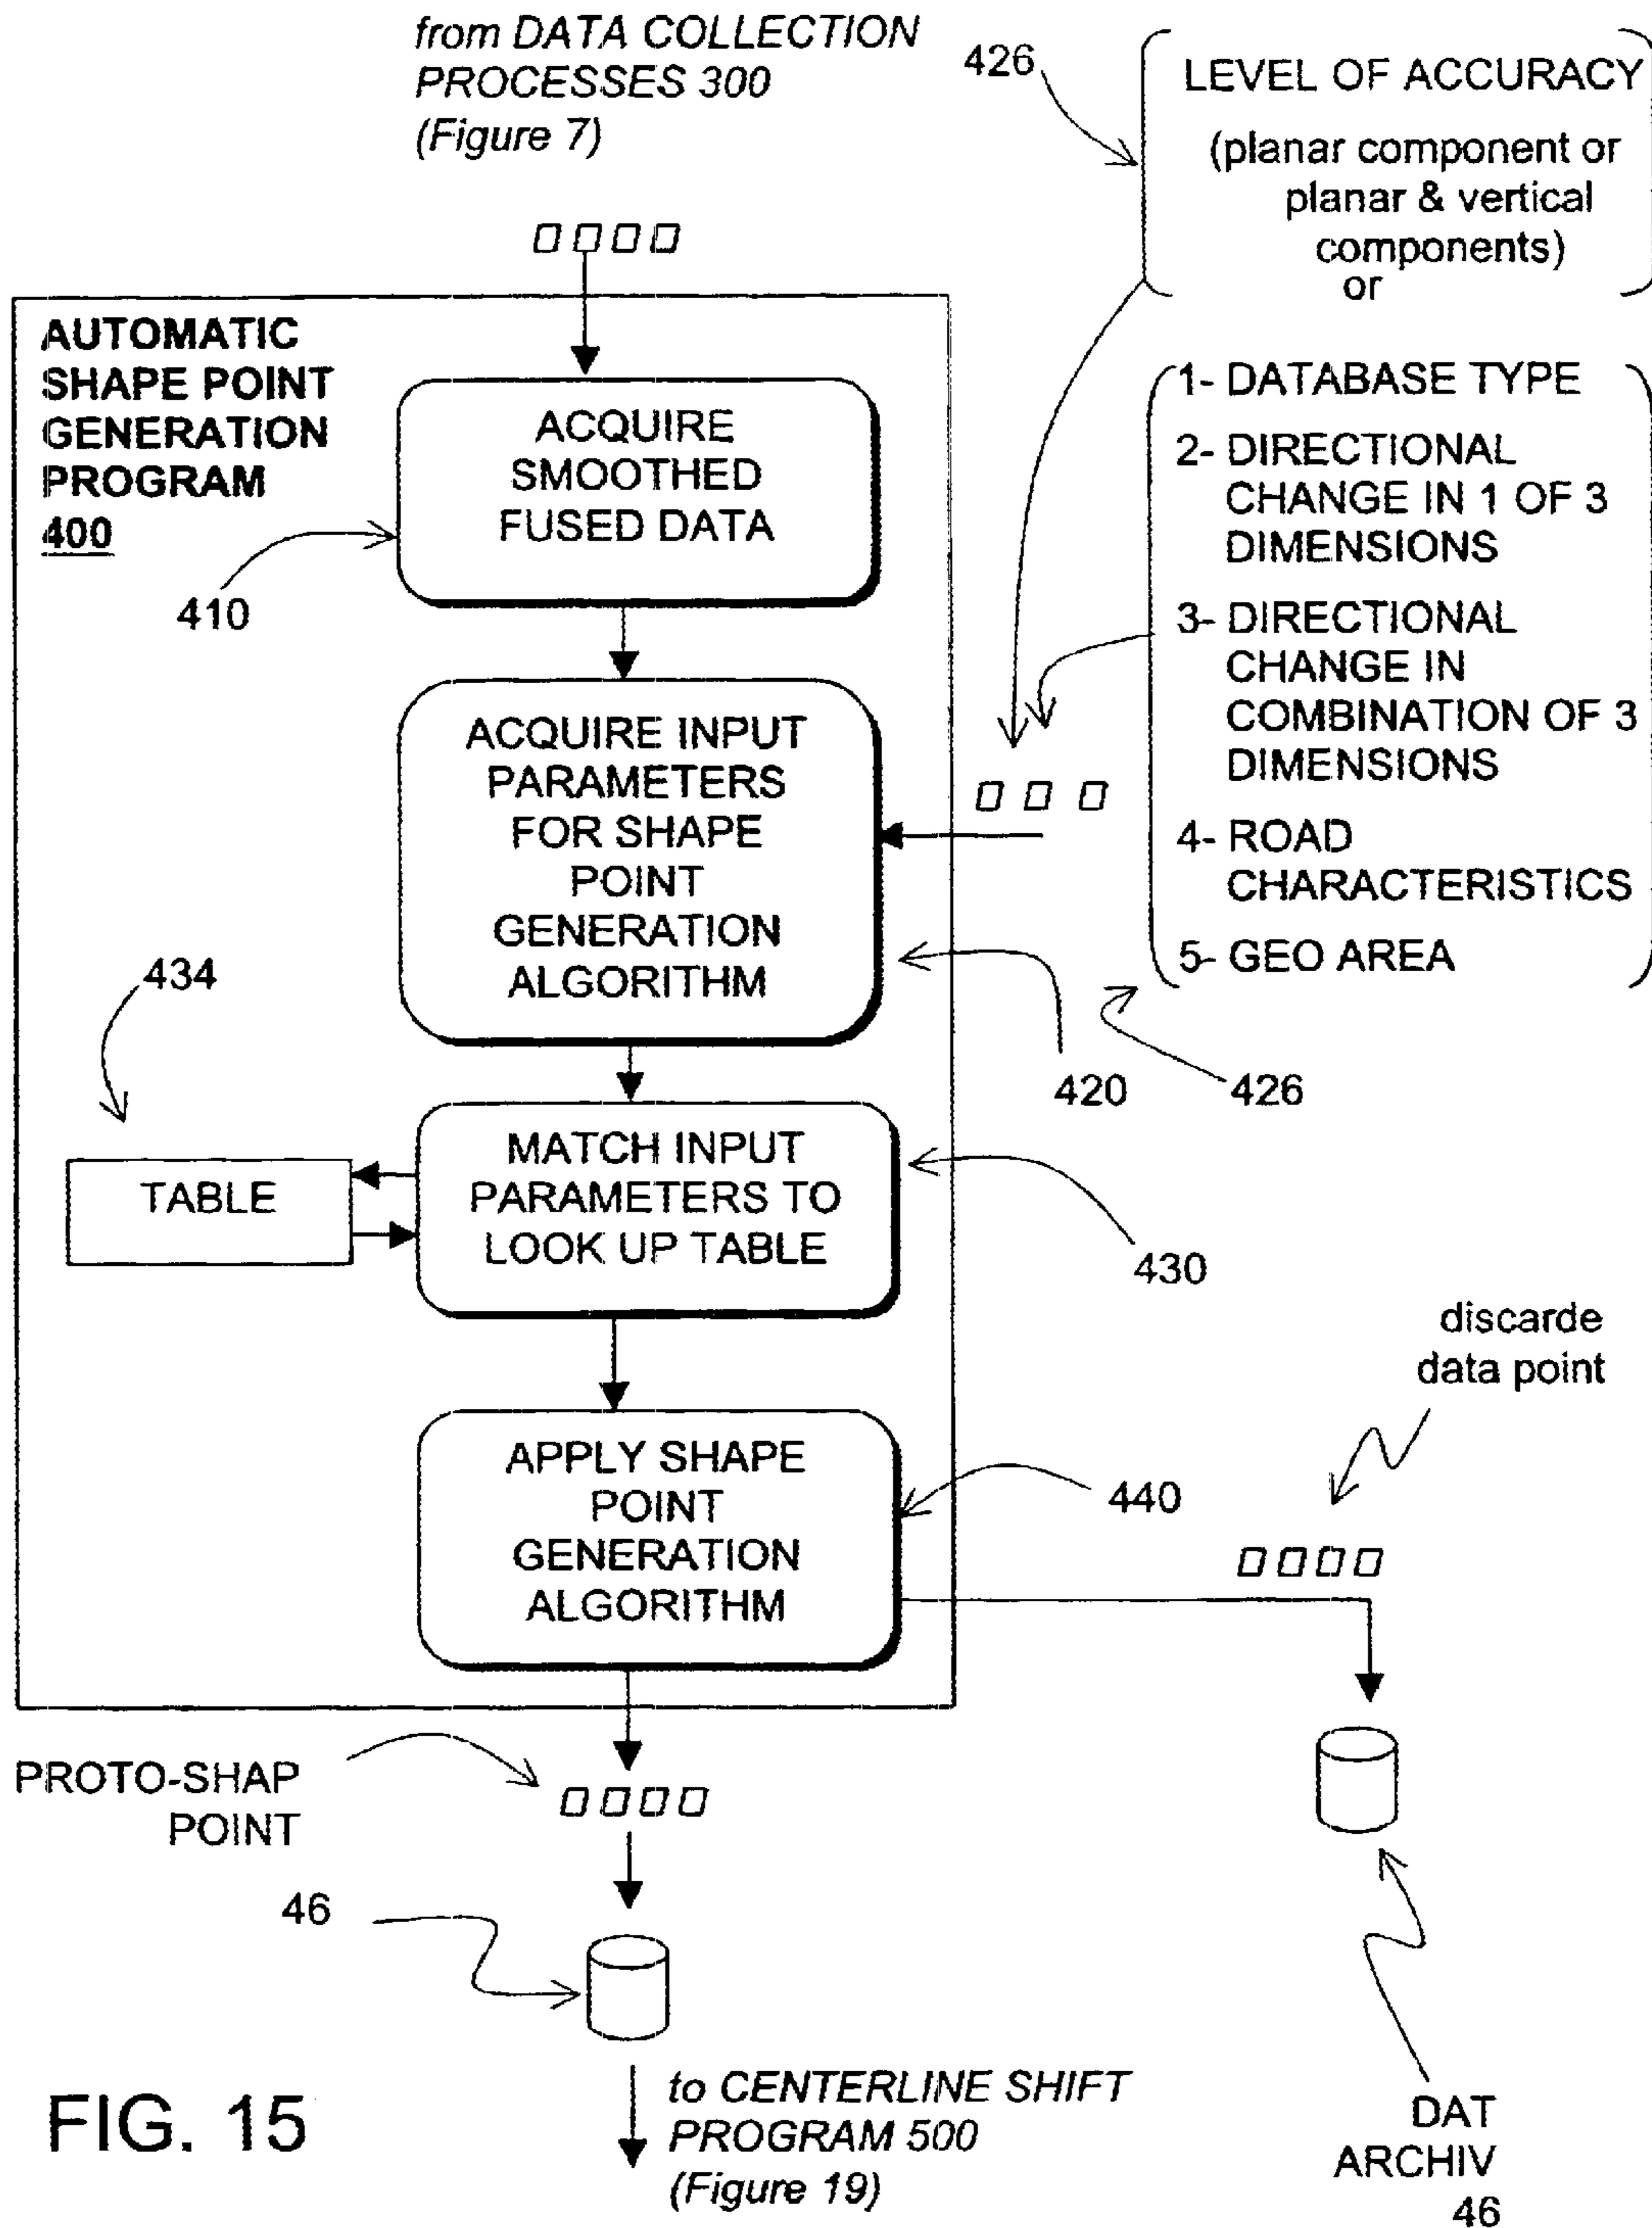 from DATA COLLECTION
PROCESSES 300
(Figure 7)
426
LEVEL OF ACCURACY
(planar component or
planar & vertical
components)
or
AUTOMATIC
SHAPE POINT
GENERATION
PROGRAM
400
ACQUIRE
SMOOTHED
FUSED DATA
410
1- DATABASE TYPE
2- DIRECTIONAL
CHANGE IN 1 OF 3
DIMENSIONS
3- DIRECTIONAL
CHANGE IN
COMBINATION OF 3
DIMENSIONS
4- ROAD
CHARACTERISTICS
5- GEO AREA
ACQUIRE INPUT
PARAMETERS
FOR SHAPE
POINT
GENERATION
ALGORITHM
420
426
434
TABLE
MATCH INPUT
PARAMETERS TO
LOOK UP TABLE
430
discarde
data point
APPLY SHAPE
POINT
GENERATION
ALGORITHM
440
PROTO-SHAP
POINT
46
to CENTERLINE SHIFT
PROGRAM 500
(Figure 19)
DAT
ARCHIV
46
FIG. 15